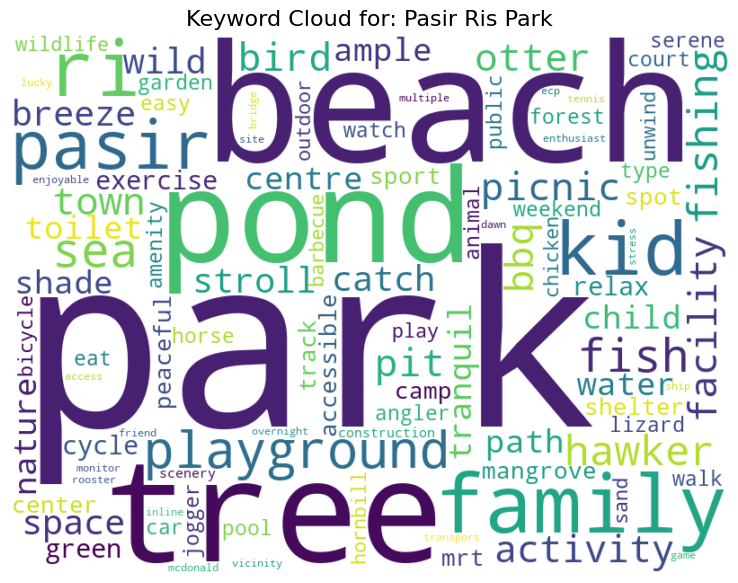 Keyword Cloud for: Pasir Ris Park
wildlife
ri
wild
bird
ample
otter
serene
court
lucky
garden
beach
multiple
ecp
tennis
breeze
easy
bridge
outdoor
watch
public
forest
unwind
fishing
pasir
site
enthusiast
enjoyable
exercise
centre
sport
animal
picnic
type
town
amenity
pond
barbecue
weekend
spot
toilet
dawn
bbq
chicken
kid
stress
sea
shade
stroll
catch
relax
bicycle
peaceful
park
horse
track
accessible
play
tranquil
child
facility
eat
pit
fish
access
camp
water
ship
nature
angler
shelter
lizard
friend
overnight
construction
cycle
playground
path
hawker
monitor
rooster
scenery
mangrove
walk
center
tree
hornbill
family
sand
space
jogger
inline
car
pool
green
transport
mrt
activity
game
mcdonald
vicinity